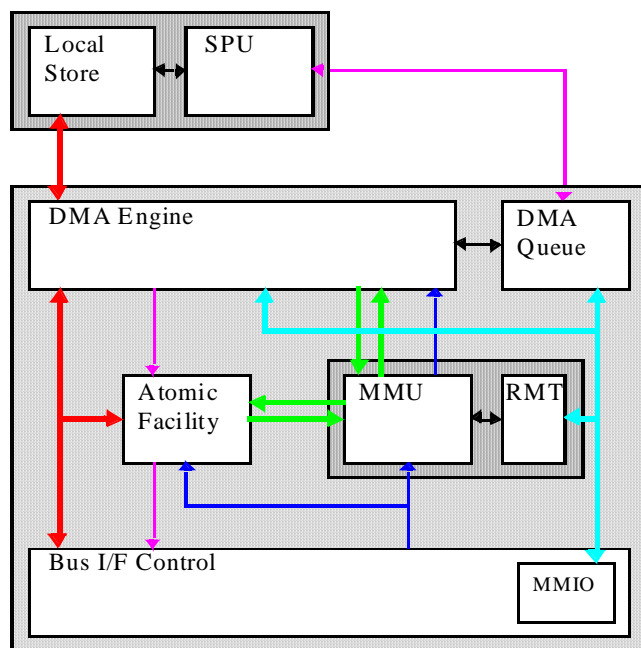 Local
Store
SPU
DMA Engine
DMA
Queue
Atomic
Facility
MMU
RMT
Bus I/F Control
MMIO